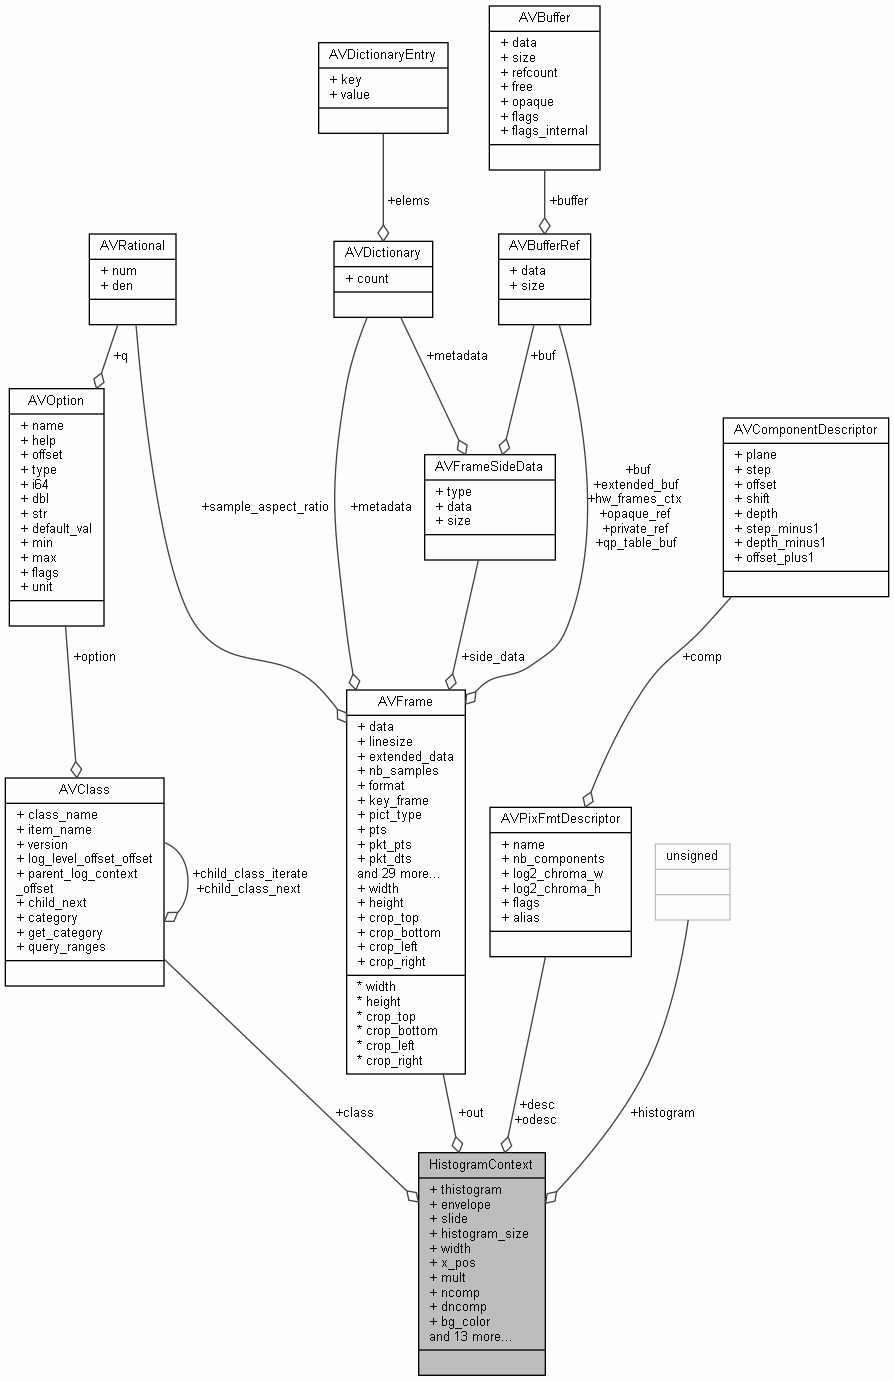 AVBuffer
+ data
+ size
+ refcount
+ free
+ opaque
+ flags
+ flags_internal
AVDictionaryEntry
+ key
+ value
+elems
+buffer
AVRational
+ num
+ den
AVDictionary
+ count
AVBufferRef
+ data
+ size
+q
+metadata
+buf
AVOption
+ name
+ help
+ offset
+ type
+ i64
+ dbl
+ str
+ default_val
+ min
+ max
+ flags
+ unit
+sample_aspect_ratio
+metadata
AVFrameSideData
+ type
+ data
+ size
+buf
+extended_buf
+hw_frames_ctx
+opaque_ref
+private_ref
+qp_table_buf
AVComponentDescriptor
+ plane
+ step
+ offset
+ shift
+ depth
+ step_minus1
+ depth_minus1
+ offset_plus1
+option
+side_data
+comp
AVFrame
+ data
+ linesize
+ extended_data
+ nb_samples
+ format
+ key_frame
+ pict_type
+ pts
+ pkt_pts
+ pkt_dts
and 29 more...
+ width
+ height
+ crop_top
+ crop_bottom
+ crop_left
+ crop_right
* width
* height
* crop_top
* crop_bottom
* crop_left
* crop_right
AVClass
+ class_name
+ item_name
+ version
+ log_level_offset_offset
+ parent_log_context
_offset
+ child_next
+ category
+ get_category
+ query_ranges
+child_class_iterate
+child_class_next
AVPixFmtDescriptor
+ name
+ nb_components
+ log2_chroma_w
+ log2_chroma_h
+ flags
+ alias
unsigned
+class
+out
+desc
+odesc
+histogram
HistogramContext
+ thistogram
+ envelope
+ slide
+ histogram_size
+ width
+ x_pos
+ mult
+ ncomp
+ dncomp
+ bg_color
and 13 more...